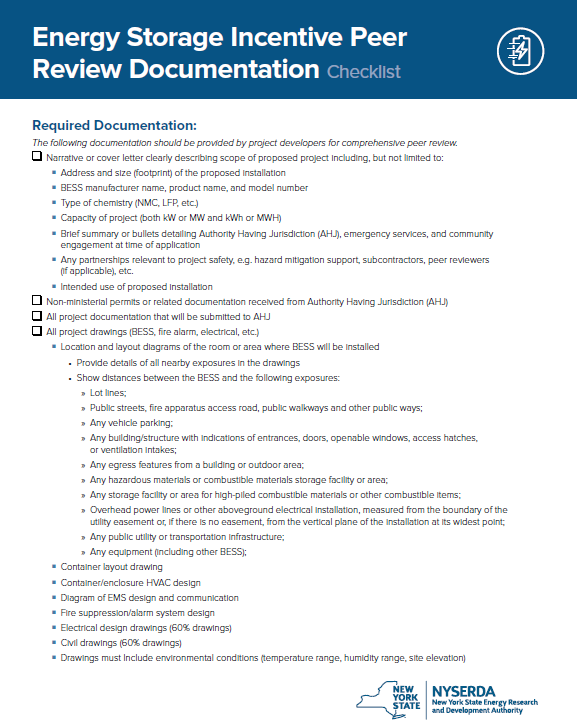 Energy Storage Incentive Peer
Review Documentation Checklist
Required Documentation:
The following documentation should be provided by project developers for comprehensive peer review.
Narrative or cover letter clearly describing scope of proposed project including, but not limited to:
Address and size (footprint) of the proposed installation
BESS manufacturer name, product name, and model number
Type of chemistry (NMC, LFP, etc.)
Capacity of project (both kW or MW and kWh or MWH)
Brief summary or bullets detailing Authority Having Jurisdiction (AHJ), emergency services, and community
engagement at time of application
Any partnerships relevant to project safety, e.g. hazard mitigation support, subcontractors, peer reviewers
(if applicable), etc.
Intended use of proposed installation
Non-ministerial permits or related documentation received from Authority Having Jurisdiction (AHJ)
All project documentation that will be submitted to AHJ
All project drawings (BESS, fire alarm, electrical, etc.)
Location and layout diagrams of the room or area where BESS will be installed
• Provide details of all nearby exposures in the drawings
• Show distances between the BESS and the following exposures:
» Lot lines;
» Public streets, fire apparatus access road, public walkways and other public ways;
» Any vehicle parking;
» Any building/structure with indications of entrances, doors, openable windows, access hatches,
or ventilation intakes;
» Any egress features from a building or outdoor area;
» Any hazardous materials or combustible materials storage facility or area;
» Any storage facility or area for high-piled combustible materials or other combustible items;
» Overhead power lines or other aboveground electrical installation, measured from the boundary of the
utility easement or, if there is no easement, from the vertical plane of the installation at its widest point;
» Any public utility or transportation infrastructure;
» Any equipment (including other BESS);
Container layout drawing
Container/enclosure HVAC design
Diagram of EMS design and communication
Fire suppression/alarm system design
Electrical design drawings (60% drawings)
Civil drawings (60% drawings)
Drawings must Include environmental conditions (temperature range, humidity range, site elevation)
NEW
YORK
STATE
NYSERDA
New York State Energy Research
and Development Authority